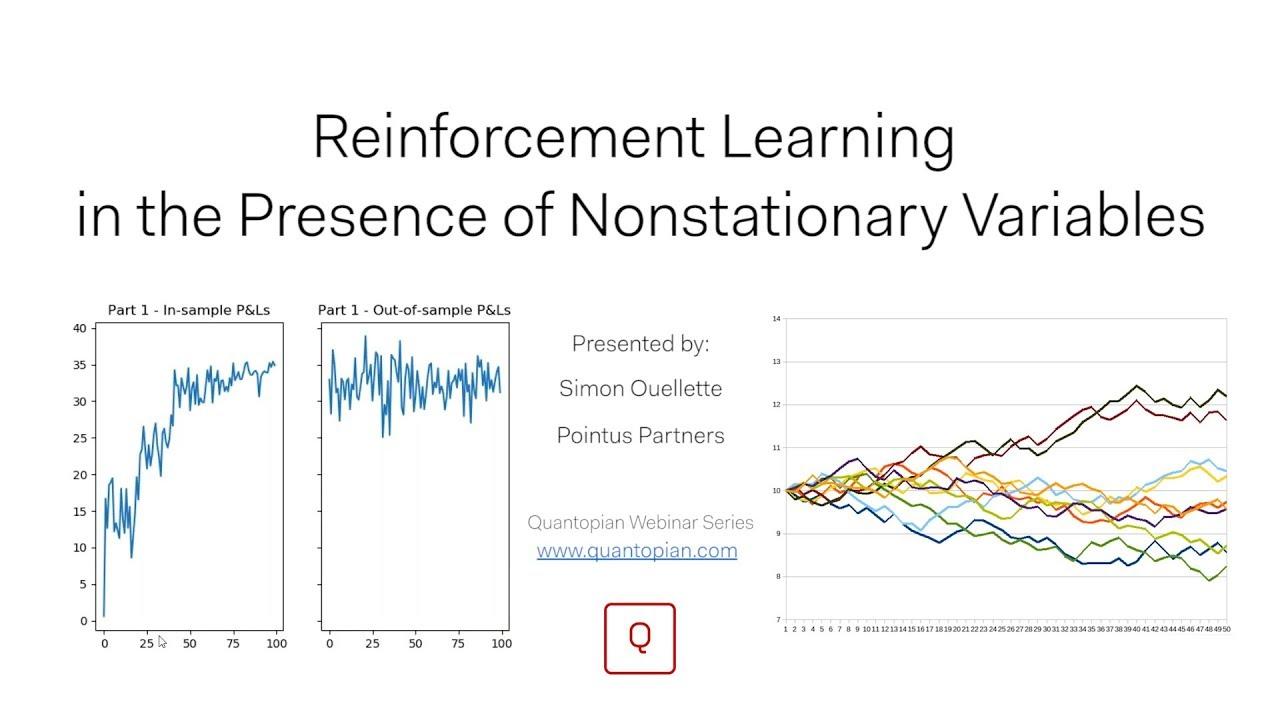 Reinforcement Learning
in the Presence of Nonstationary Variables
Part 1 - In-sample P&Ls
40
35
30
25
20
15
10
5
0
0 25 50 75 100
Part 1 - Out-of-sample P&Ls
0 25 50 75 100
Presented by:
Simon Ouellette
Pointus Partners
Quantopian Webinar Series
www.quantopian.com
Q
14
13
12
11
10
9
8
7
1 2 3 4 5 6 7 8 9 10 11 12 13 14 15 16 17 18 19 20 21 22 23 24 25 26 27 28 29 30 31 32 33 34 35 36 37 38 39 40 41 42 43 44 45 46 47 48 49 50